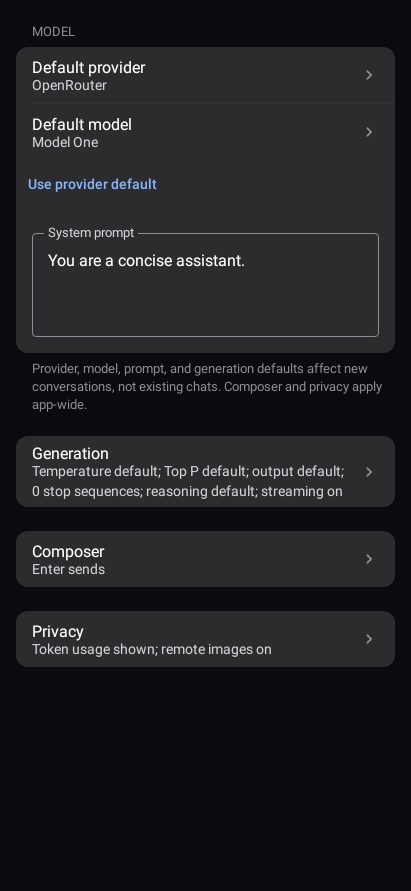 MODEL
Default provider
OpenRouter
Default model
Model One
Use provider default
System prompt
You are a concise assistant.
Provider, model, prompt, and generation defaults affect new
conversations, not existing chats. Composer and privacy apply
app-wide.
Generation
Temperature default; Top P default; output default;
0 stop sequences; reasoning default; streaming on
Composer
Enter sends
Privacy
Token usage shown; remote images on